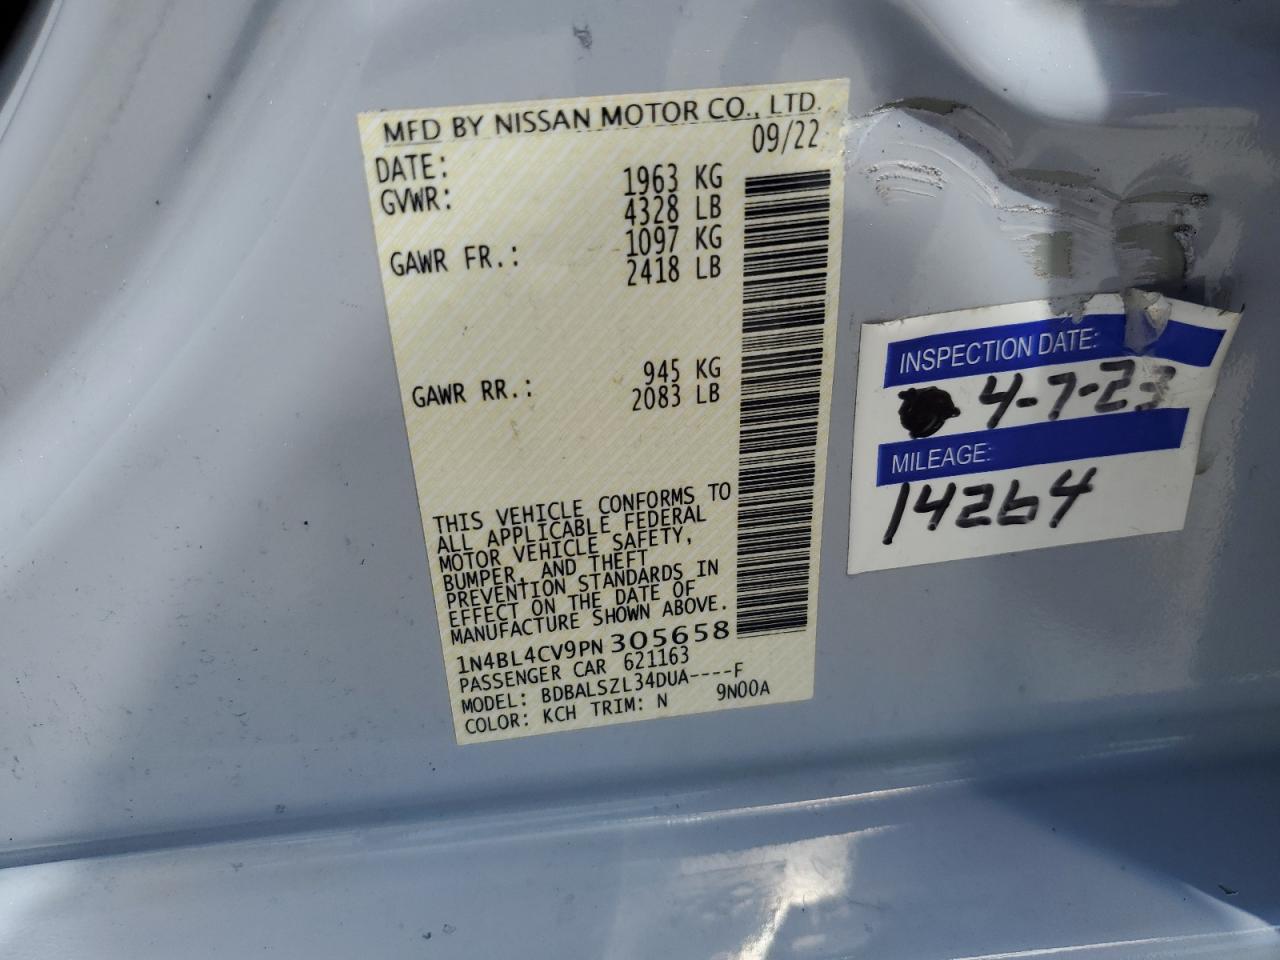 MFD BY NISSAN MOTOR CO., LTD.
DATE: 09/22
GVWR: 1963 KG
4328 LB
GAWR FR.: 1097 KG
2418 LB
GAWR RR.: 945 KG
2083 LB
THIS VEHICLE CONFORMS TO
ALL APPLICABLE FEDERAL
MOTOR VEHICLE SAFETY,
BUMPER, AND THEFT
PREVENTION STANDARDS IN
EFFECT ON THE DATE OF
MANUFACTURE SHOWN ABOVE.
1N4BL4CV9PN305658
PASSENGER CAR 621163
MODEL: BDBALSZL34DUA----F
COLOR: KCH TRIM: N 9N00A
INSPECTION DATE:
4-7-23
MILEAGE:
14264